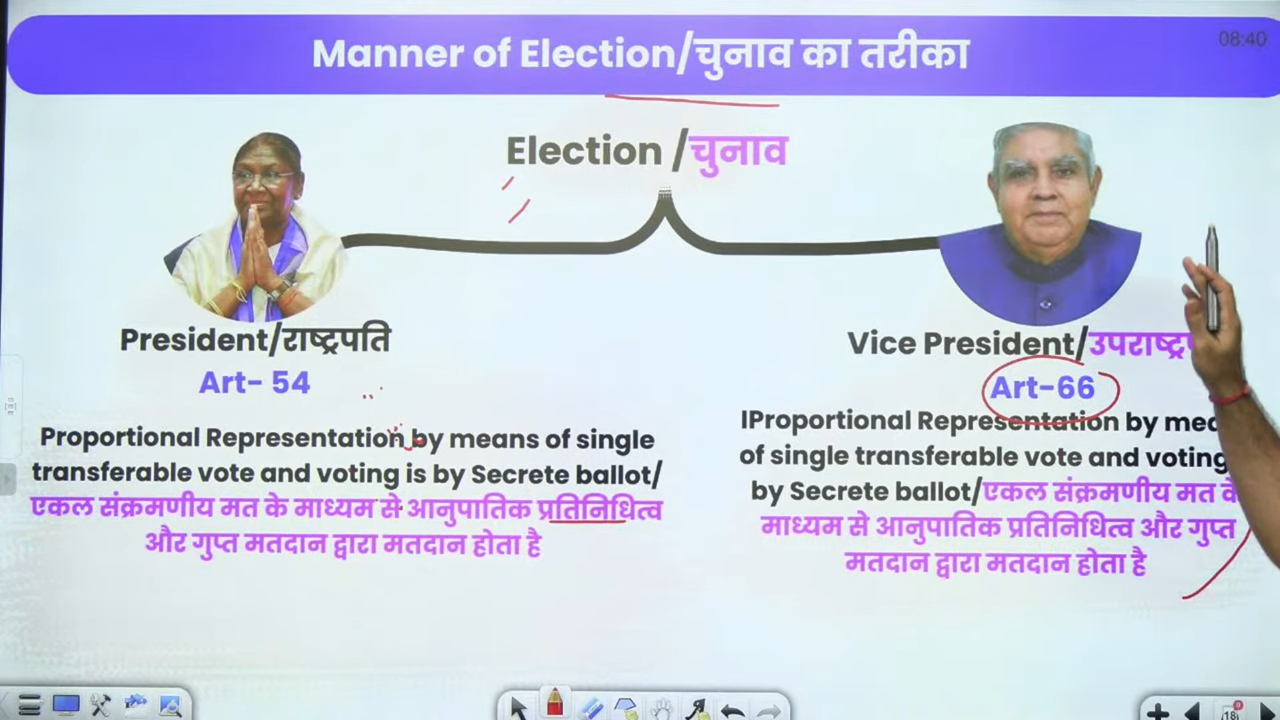 Manner of Election/चुनाव का तरीका
08:40
Election /चुनाव
President/राष्ट्रपति
Art- 54
Proportional Representation by means of single
transferable vote and voting is by Secrete ballot/
एकल संक्रमणीय मत के माध्यम से आनुपातिक प्रतिनिधित्व
और गुप्त मतदान द्वारा मतदान होता है
Vice President/
Art-66
IProportional Representation by
of single transferable vote and voting
by Secrete ballot/एकल संक्रमणीय मत
माध्यम से आनुपातिक प्रतिनिधित्व और गुप्त
मतदान द्वारा मतदान होता है